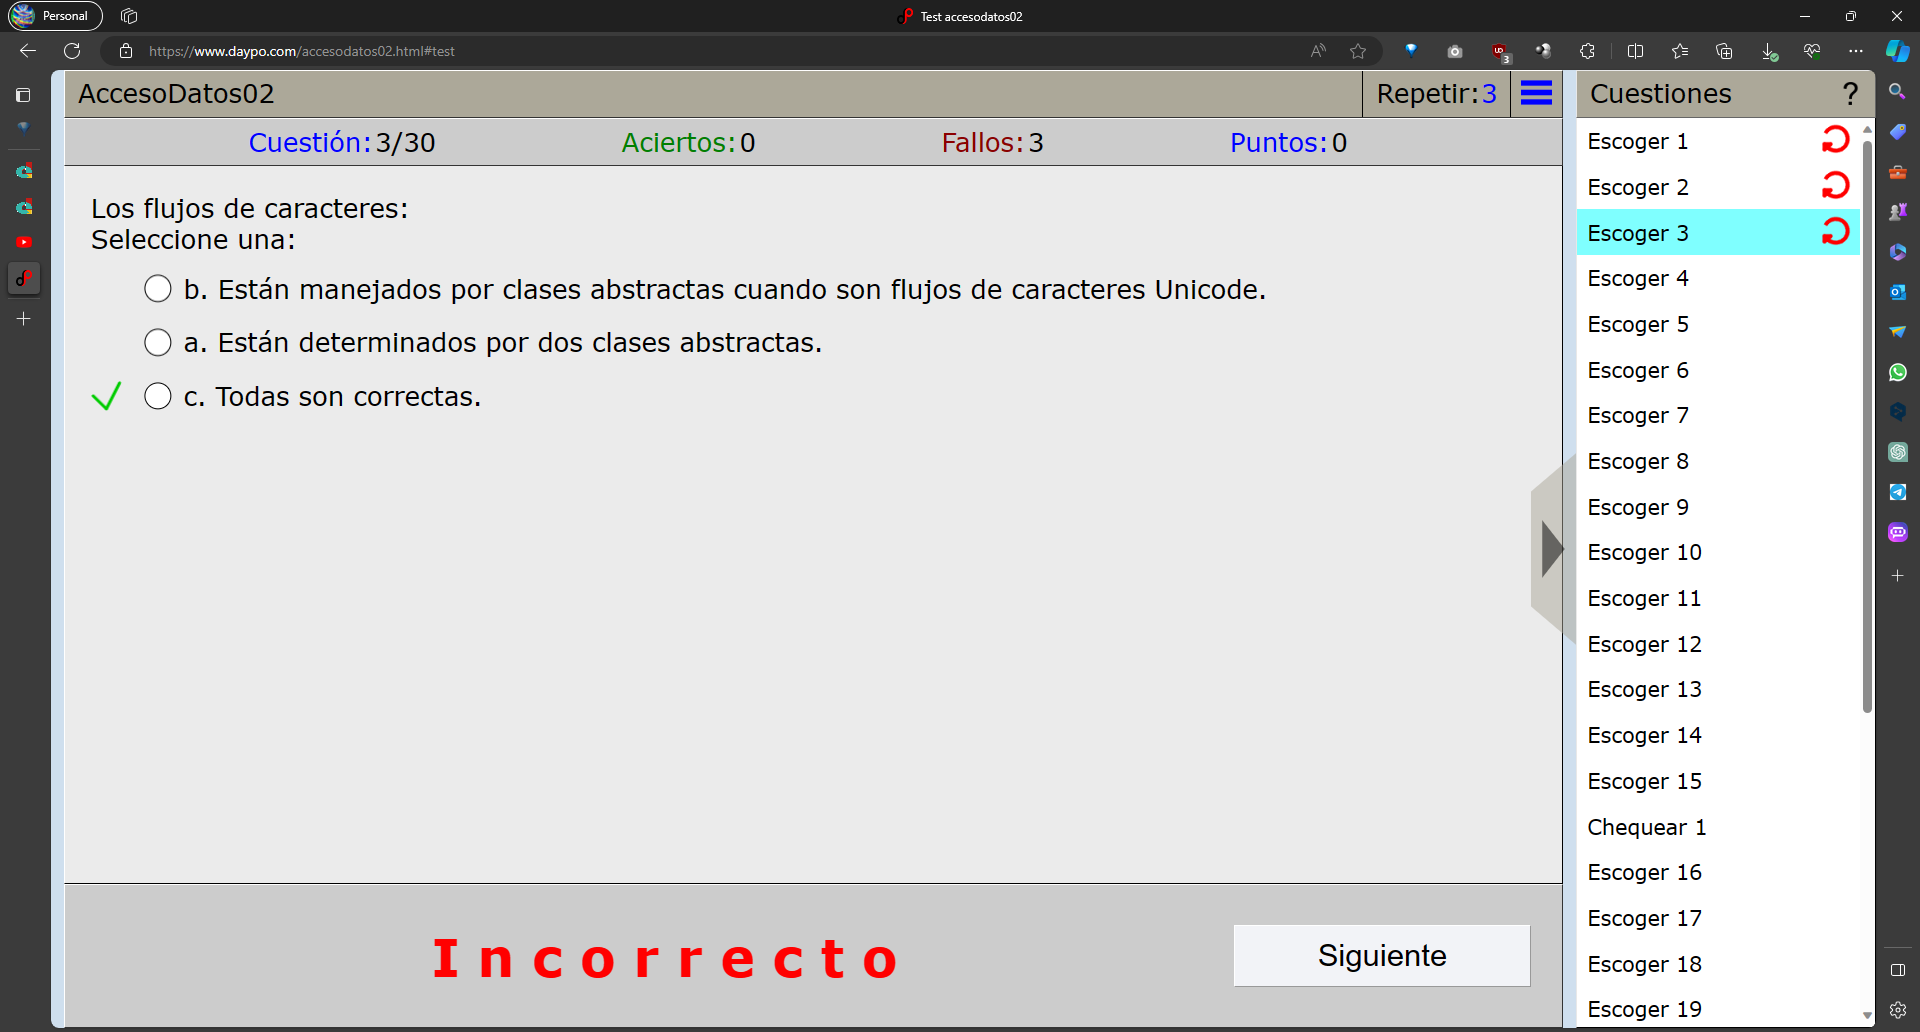 Personal
Test accesodatos02
https://www.daypo.com/accesodatos02.html#test
AccesoDatos02
Repetir:3
Cuestiones
?
Cuestión:3/30
Aciertos:0
Fallos:3
Puntos:0
Los flujos de caracteres:
Seleccione una:
b. Están manejados por clases abstractas cuando son flujos de caracteres Unicode.
a. Están determinados por dos clases abstractas.
c. Todas son correctas.
Incorrecto
Siguiente
Escoger 1
Escoger 2
Escoger 3
Escoger 4
Escoger 5
Escoger 6
Escoger 7
Escoger 8
Escoger 9
Escoger 10
Escoger 11
Escoger 12
Escoger 13
Escoger 14
Escoger 15
Chequear 1
Escoger 16
Escoger 17
Escoger 18
Escoger 19